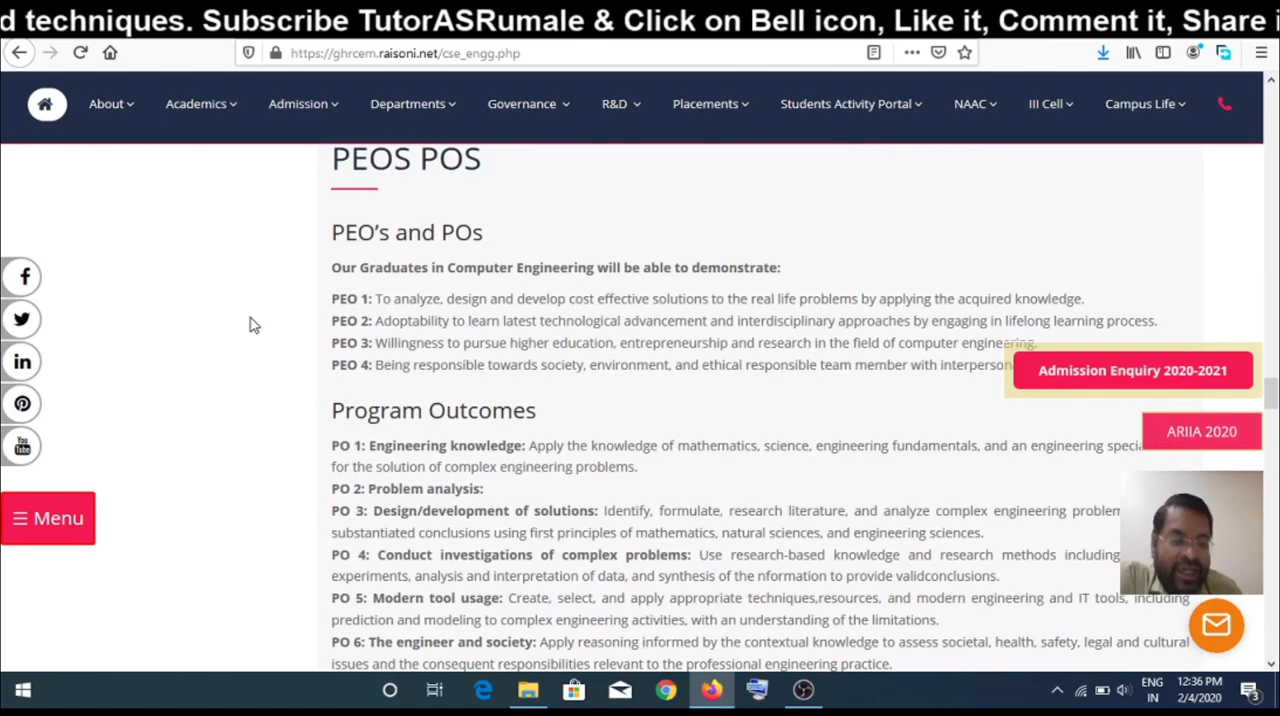 d techniques. Subscribe TutorASRumale & Click on Bell icon, Like it, Comment it, Share i
https://ghrcem.raisoni.net/cse_engg.php
About Academics Admission Departments Governance R&D Placements Students Activity Portal NAAC III Cell Campus Life
PEOS POS
PEO's and POs
Our Graduates in Computer Engineering will be able to demonstrate:
PEO 1: To analyze, design and develop cost effective solutions to the real life problems by applying the acquired knowledge.
PEO 2: Adoptability to learn latest technological advancement and interdisciplinary approaches by engaging in lifelong learning process.
PEO 3: Willingness to pursue higher education, entrepreneurship and research in the field of computer engineering.
PEO 4: Being responsible towards society, environment, and ethical responsible team member with interperson
Admission Enquiry 2020-2021
Program Outcomes
ARIIA 2020
PO 1: Engineering knowledge: Apply the knowledge of mathematics, science, engineering fundamentals, and an engineering speci
for the solution of complex engineering problems.
PO 2: Problem analysis:
PO 3: Design/development of solutions: Identify, formulate, research literature, and analyze complex engineering problem
substantiated conclusions using first principles of mathematics, natural sciences, and engineering sciences.
PO 4: Conduct investigations of complex problems: Use research-based knowledge and research methods including
experiments, analysis and interpretation of data, and synthesis of the nformation to provide validconclusions.
PO 5: Modern tool usage: Create, select, and apply appropriate techniques,resources, and modern engineering and IT tools, including
prediction and modeling to complex engineering activities, with an understanding of the limitations.
PO 6: The engineer and society: Apply reasoning informed by the contextual knowledge to assess societal, health, safety, legal and cultural
issues and the consequent responsibilities relevant to the professional engineering practice.
You Tube
Menu
ENG
IN
12:36 PM
2/4/2020
3